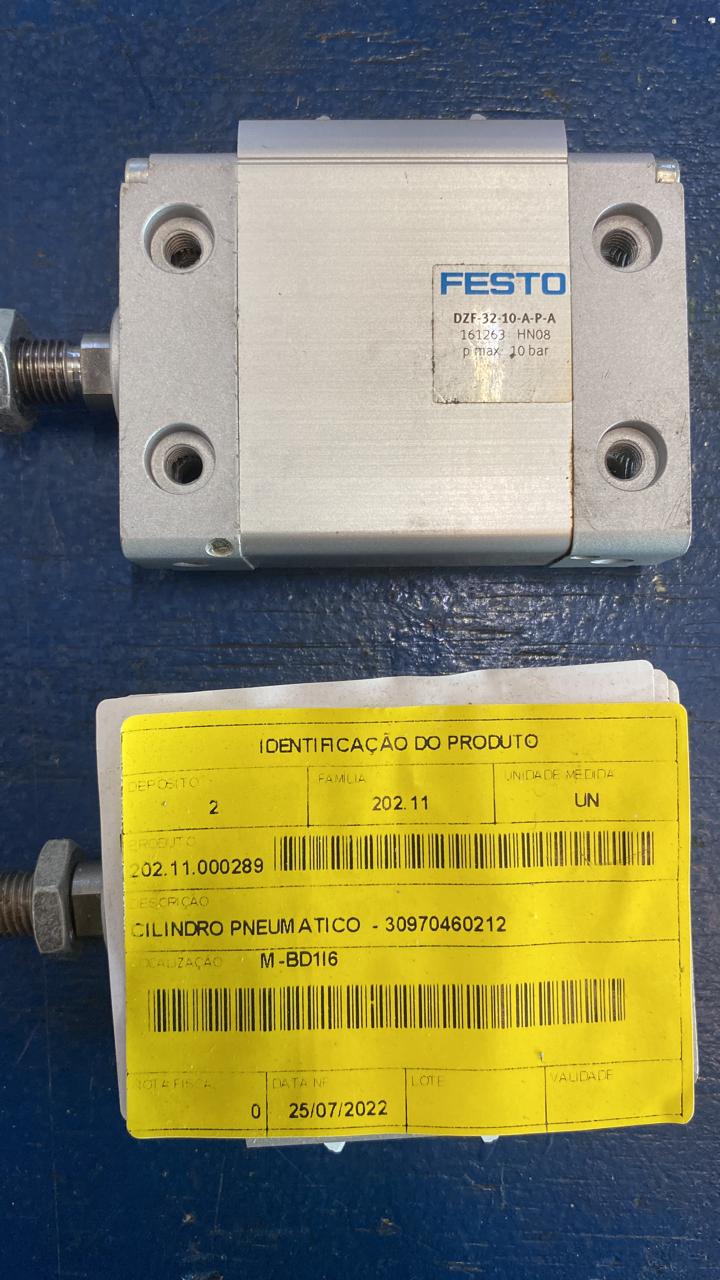 FESTO
DZF-32-10-A-P-A
161263 HN08
p max. 10 bar
IDENTIFICAÇÃO DO PRODUTO
DEPÓSITO
2
FAMÍLIA
202.11
UNIDADE MEDIDA
UN
PRODUTO
202.11.000289
DESCRIÇÃO
CILINDRO PNEUMATICO - 30970460212
LOCALIZAÇÃO M-BD1I6
NOTA FISCAL
0
DATA NF
25/07/2022
LOTE
VALIDADE